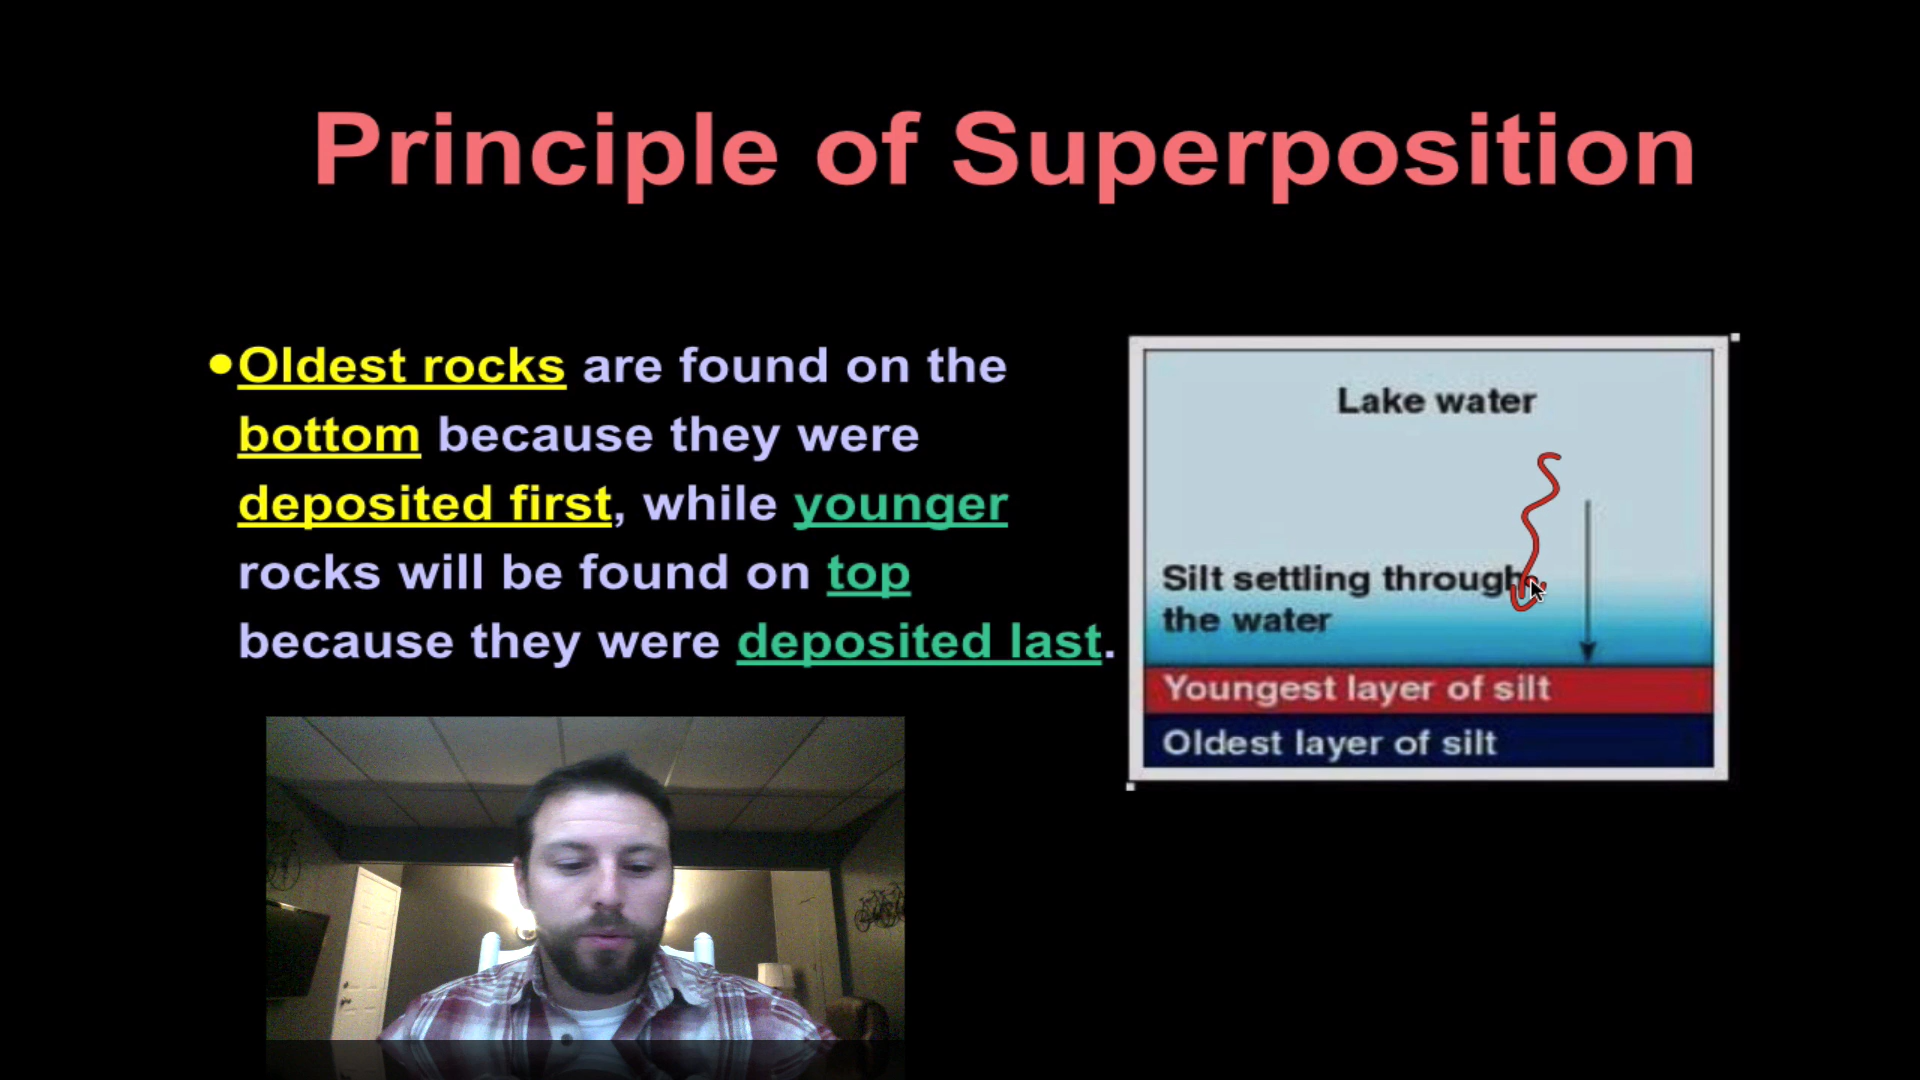 Principle of Superposition
•Oldest rocks are found on the
bottom because they were
deposited first, while younger
rocks will be found on top
because they were deposited last.
Lake water
Silt settling through
the water
Youngest layer of silt
Oldest layer of silt